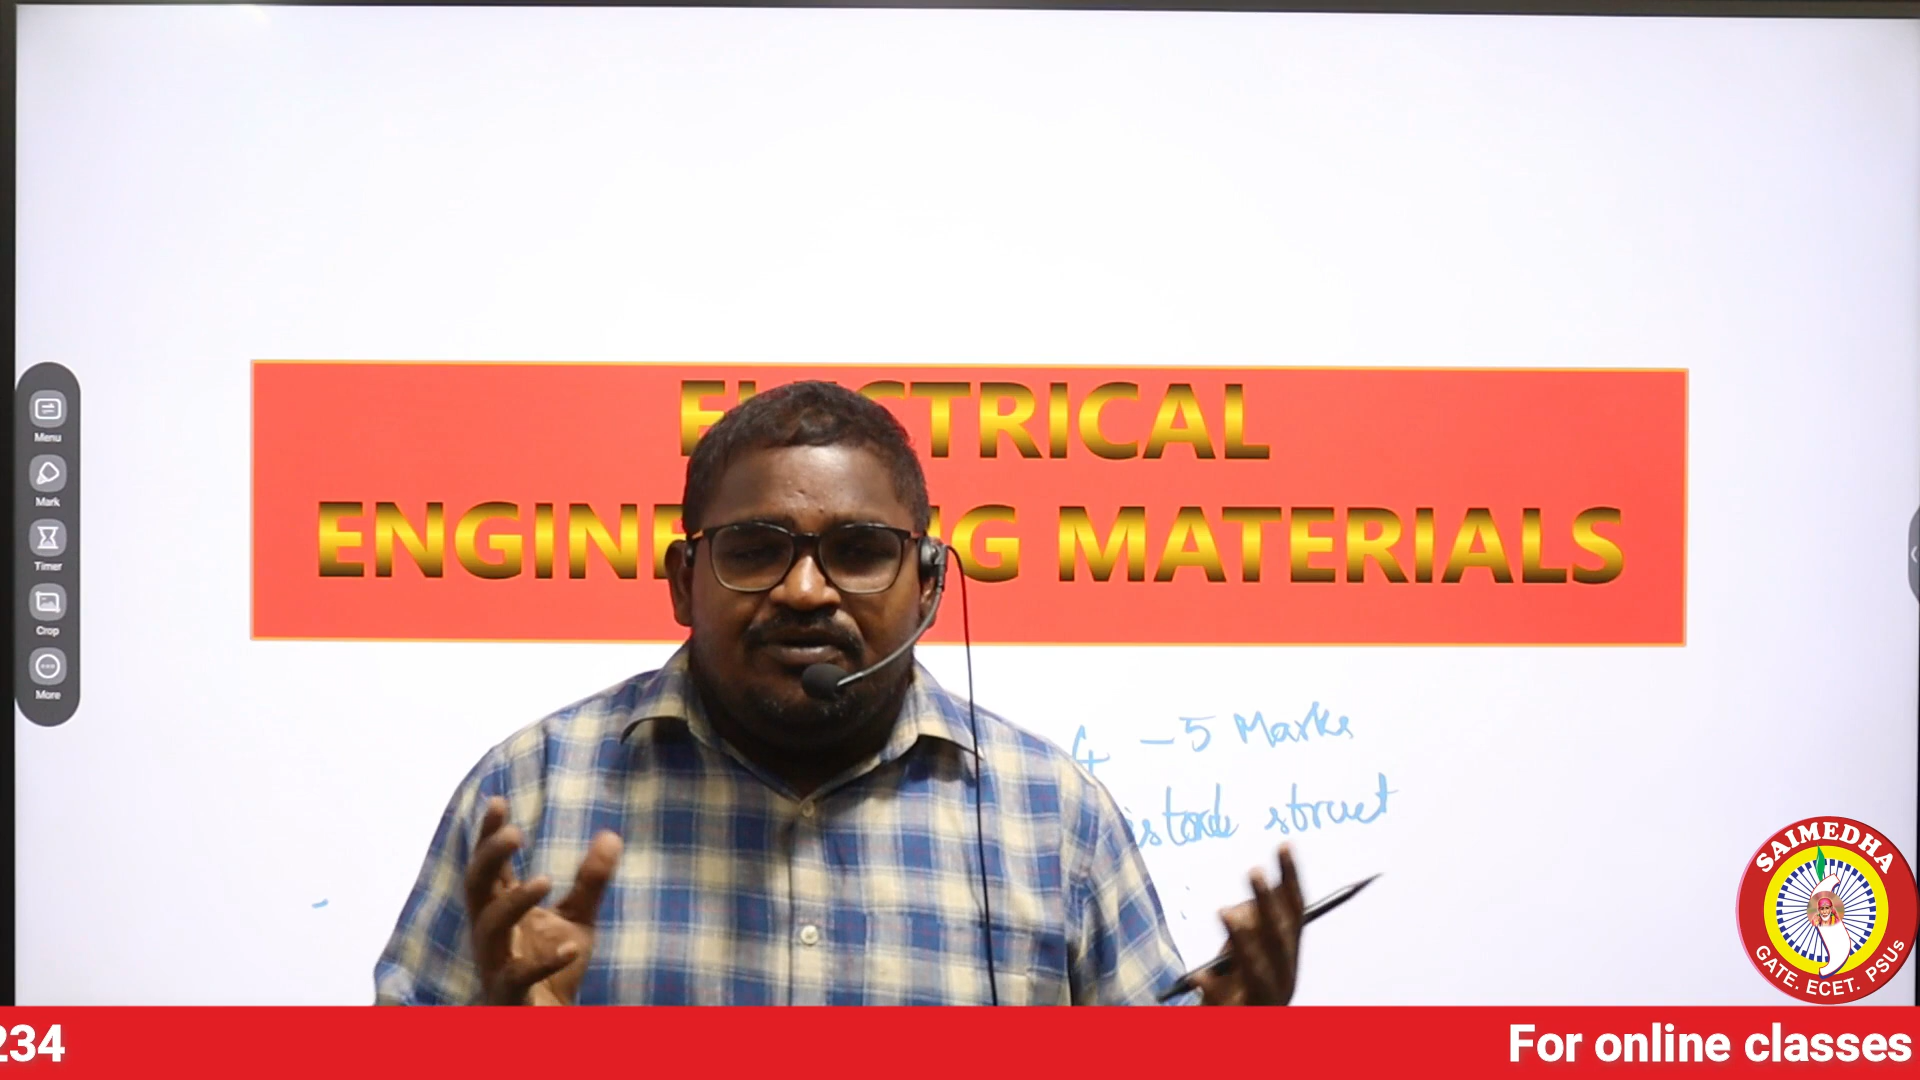 Menu
Mark
Timer
Crop
More
ELECTRICAL
ENGINEERING MATERIALS
4 - 5 Marks
struct
SAIMEDHA
GATE. ECET. PSUs
234
For online classes